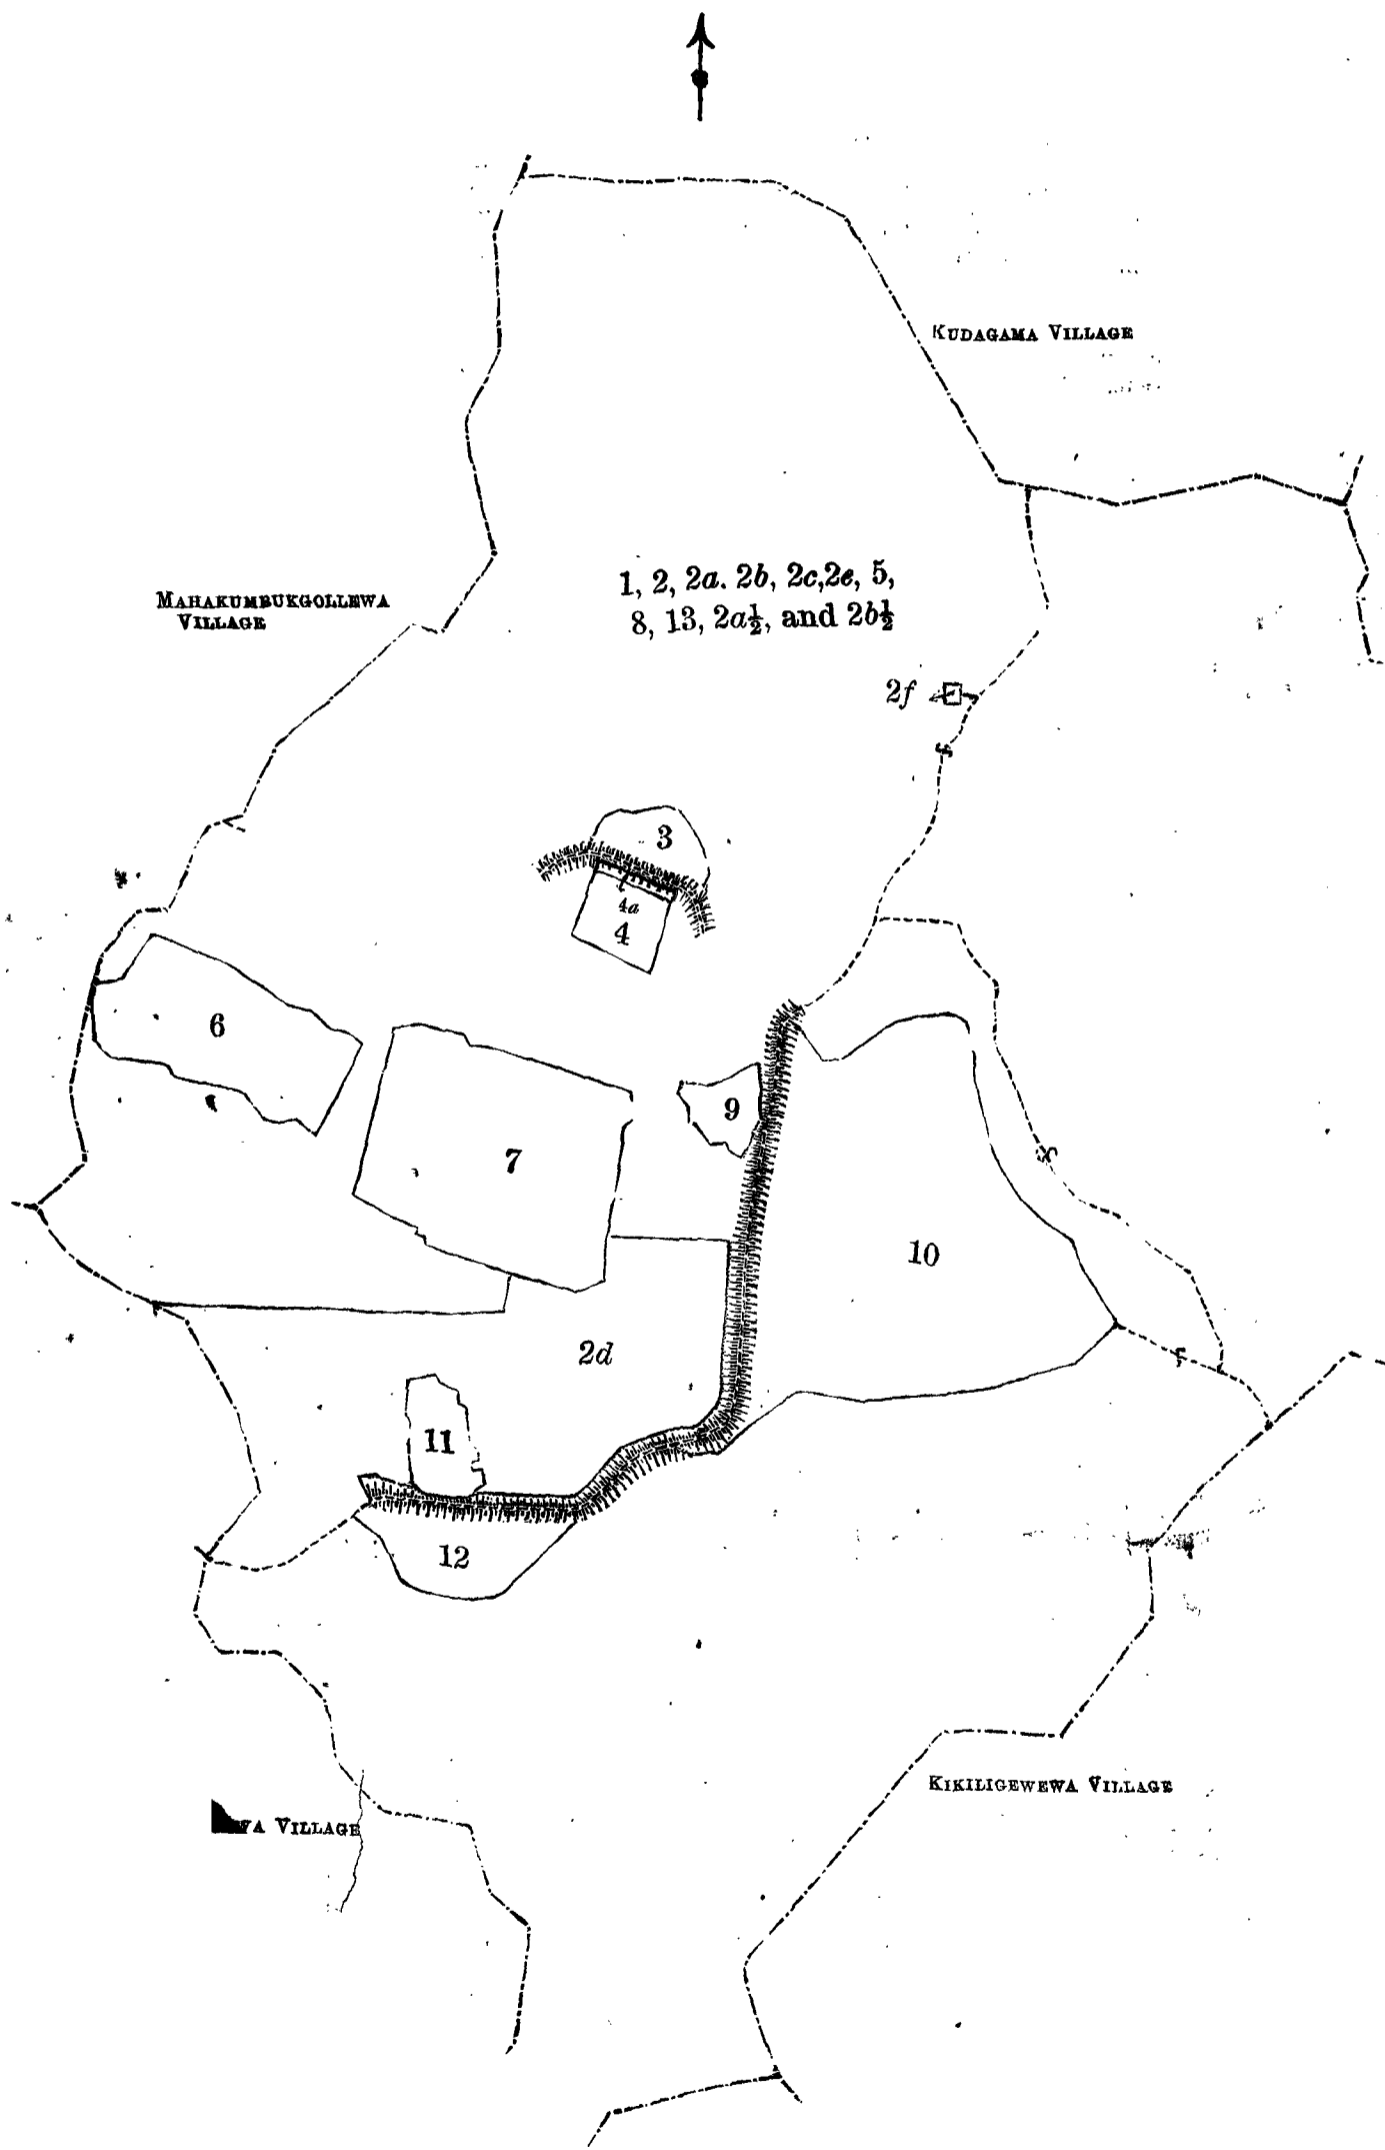 KUDAGAMA VILLAGE
MAHAKUMBUKGOLLEWA
VILLAGE
1, 2, 2a. 2b, 2c,2e, 5,
8, 13, 2a½, and 2b½
2f
3
4a
4
6
9
7
10
2d
11
12
KIKILIGEWEWA VILLAGE
VILLAGE